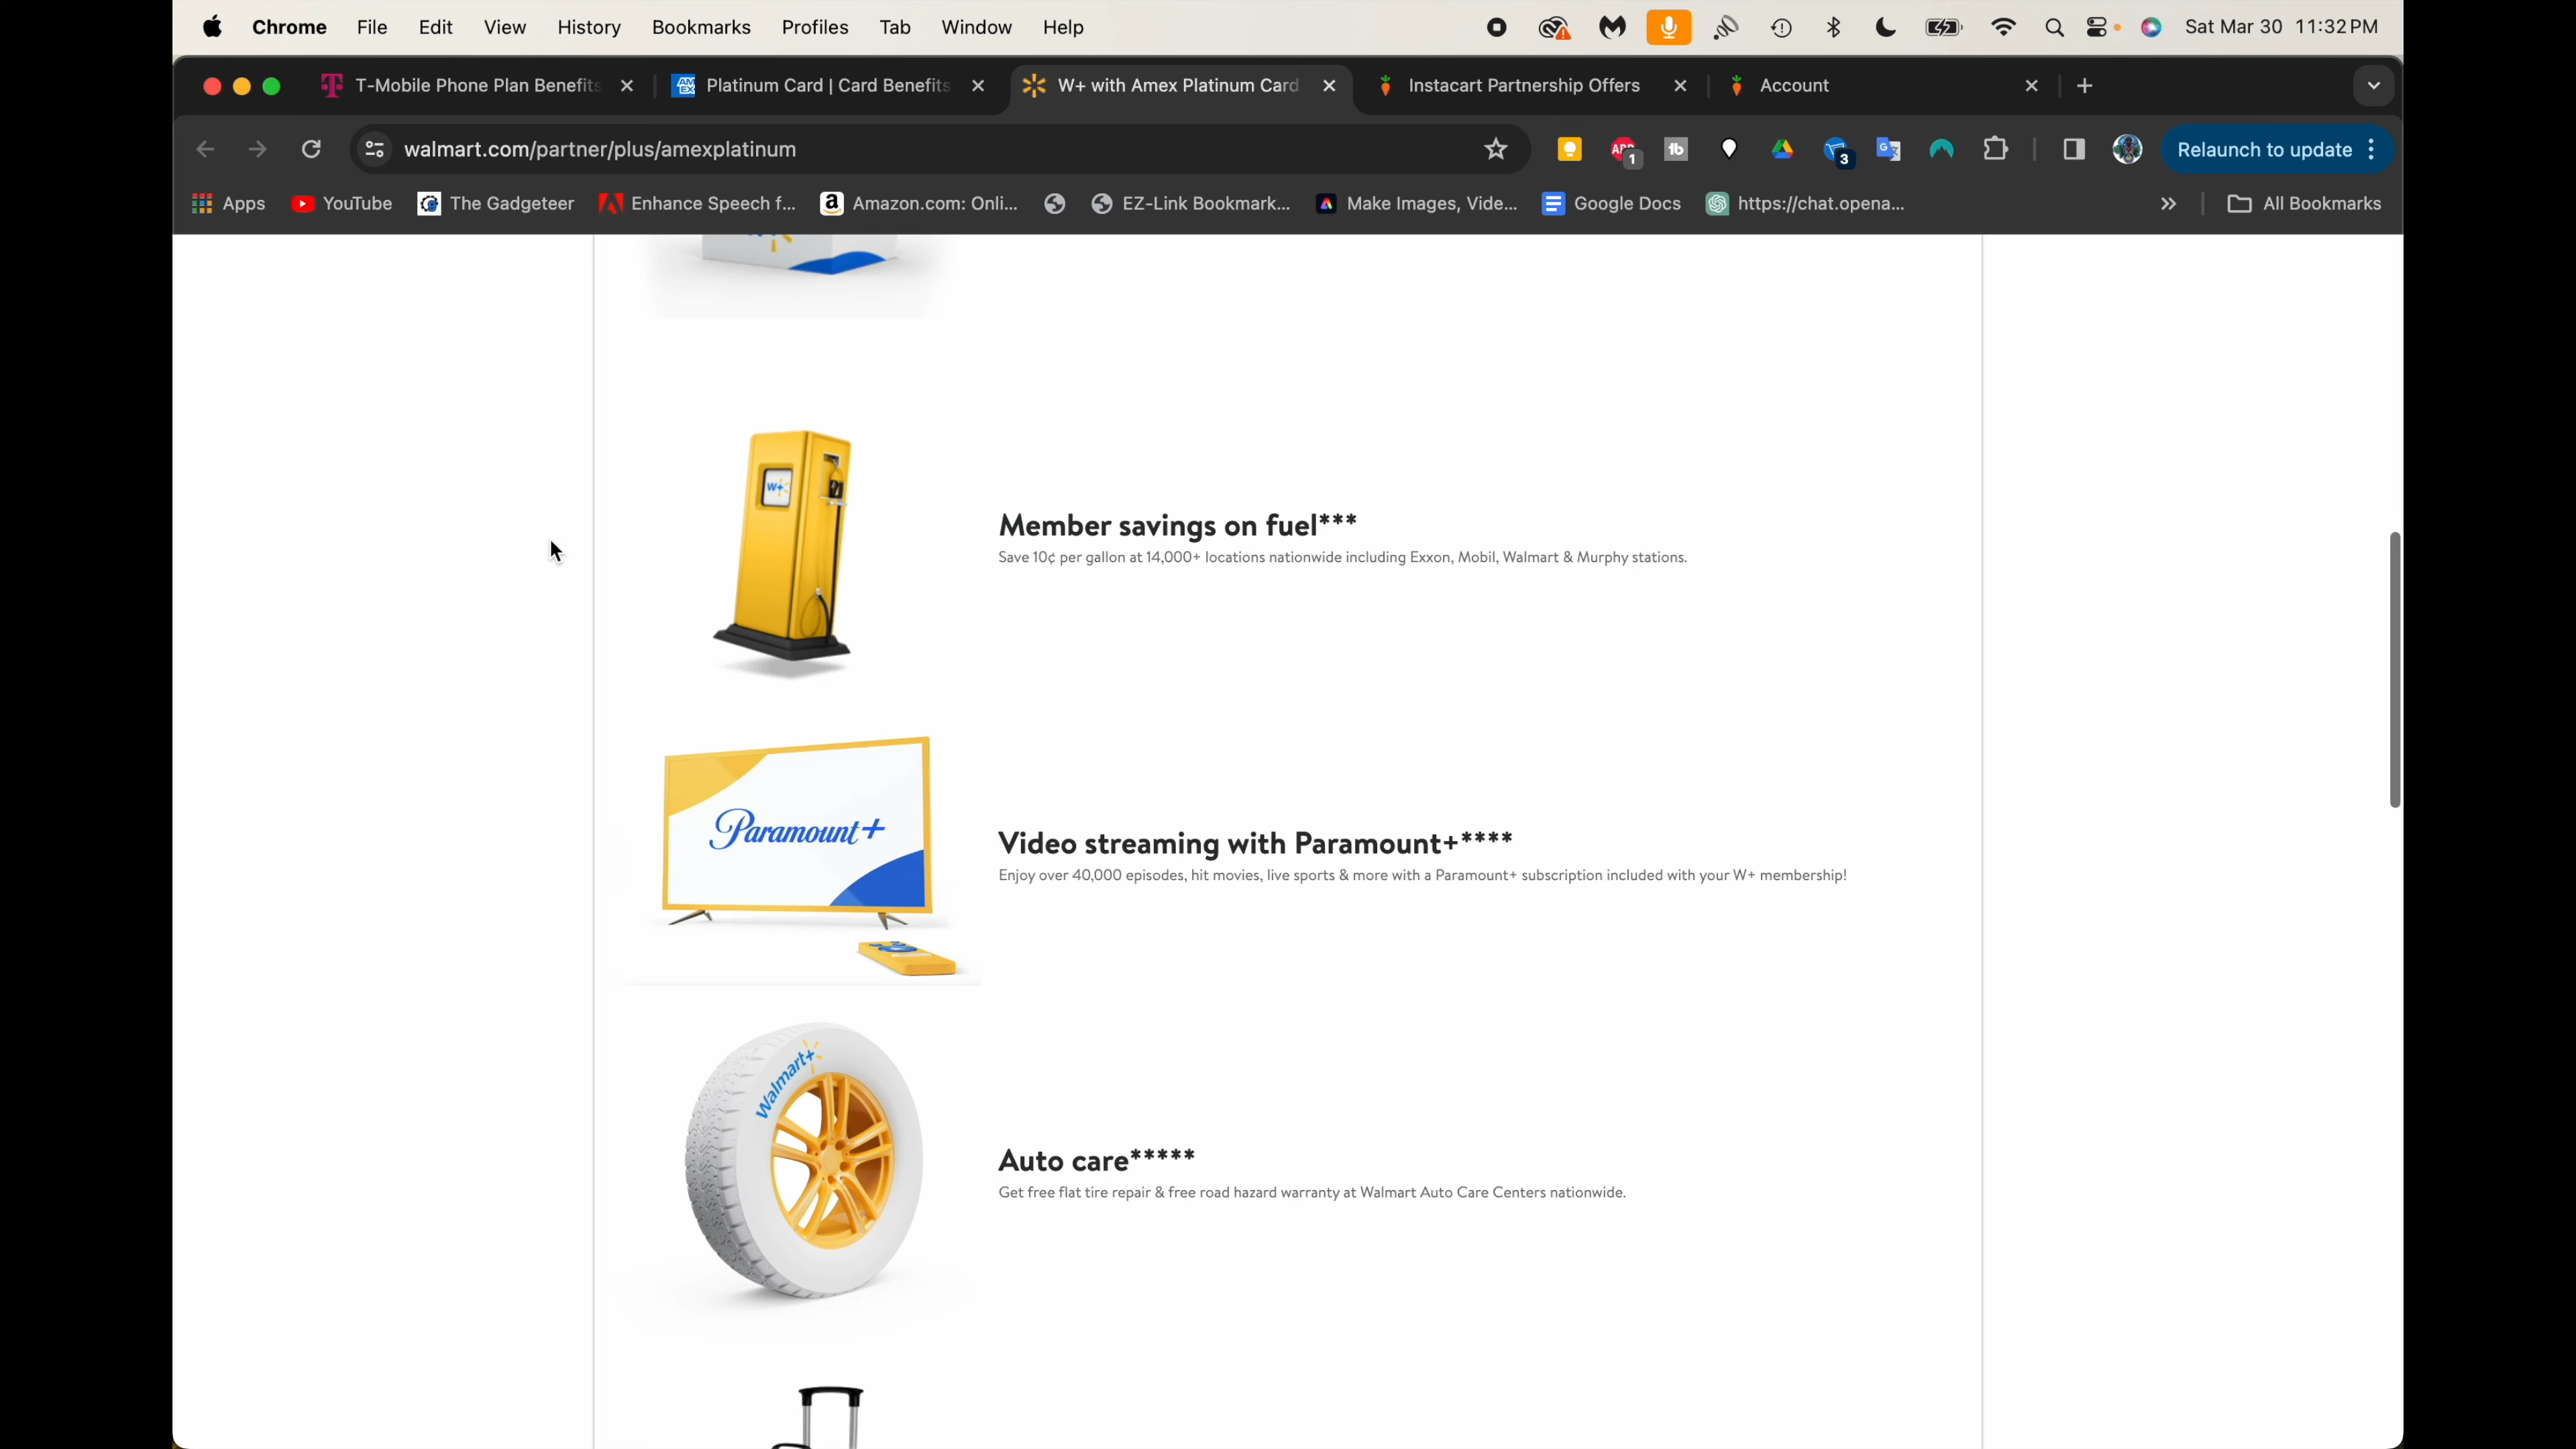 Chrome File Edit View History Bookmarks Profiles Tab Window Help Sat Mar 30 11:32 PM
T-Mobile Phone Plan Benefits Platinum Card | Card Benefits W+ with Amex Platinum Card Instacart Partnership Offers Account
walmart.com/partner/plus/amexplatinum ABP 1 tb 3 Relaunch to update
Apps YouTube The Gadgeteer Enhance Speech f... Amazon.com: Onli... EZ-Link Bookmark... Make Images, Vide... Google Docs https://chat.opena... All Bookmarks
W+
Member savings on fuel***
Save 10¢ per gallon at 14,000+ locations nationwide including Exxon, Mobil, Walmart & Murphy stations.
Paramount+
Video streaming with Paramount+****
Enjoy over 40,000 episodes, hit movies, live sports & more with a Paramount+ subscription included with your W+ membership!
Walmart+
Auto care*****
Get free flat tire repair & free road hazard warranty at Walmart Auto Care Centers nationwide.